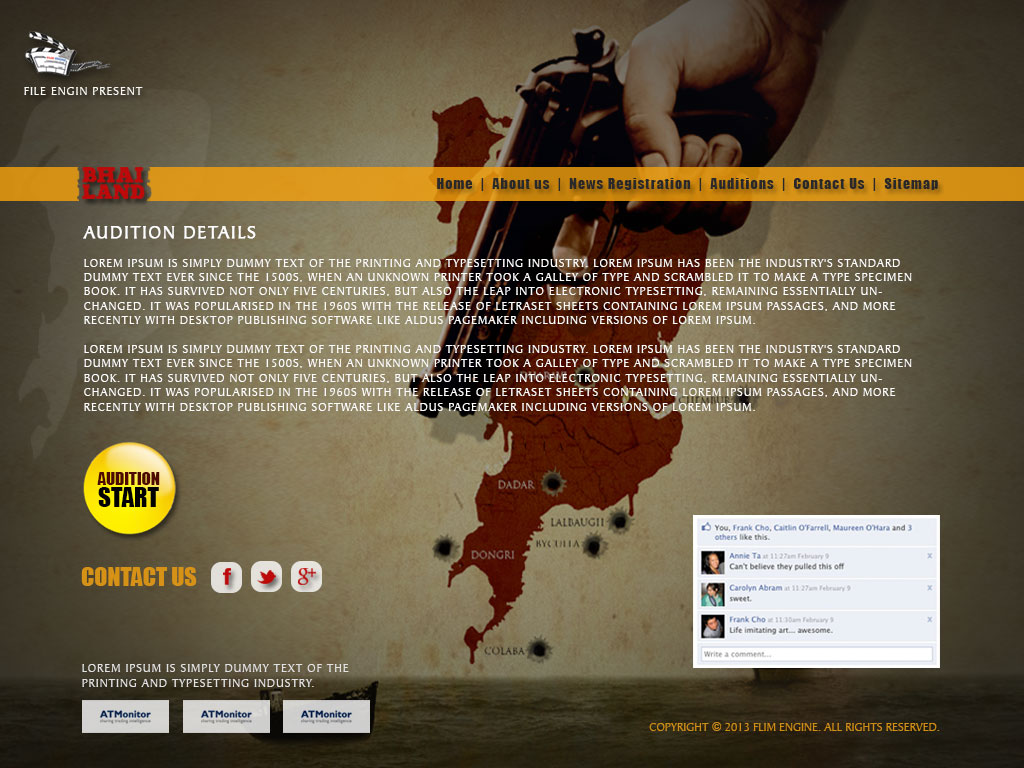 FILE ENGIN PRESENT
BHAI
LAND
Home | About us | News Registration | Auditions | Contact Us | Sitemap
AUDITION DETAILS
LOREM IPSUM IS SIMPLY DUMMY TEXT OF THE PRINTING AND TYPESETTING INDUSTRY. LOREM IPSUM HAS BEEN THE INDUSTRY'S STANDARD
DUMMY TEXT EVER SINCE THE 1500S, WHEN AN UNKNOWN PRINTER TOOK A GALLEY OF TYPE AND SCRAMBLED IT TO MAKE A TYPE SPECIMEN
BOOK. IT HAS SURVIVED NOT ONLY FIVE CENTURIES, BUT ALSO THE LEAP INTO ELECTRONIC TYPESETTING, REMAINING ESSENTIALLY UN-
CHANGED. IT WAS POPULARISED IN THE 1960S WITH THE RELEASE OF LETRASET SHEETS CONTAINING LOREM IPSUM PASSAGES, AND MORE
RECENTLY WITH DESKTOP PUBLISHING SOFTWARE LIKE ALDUS PAGEMAKER INCLUDING VERSIONS OF LOREM IPSUM.
LOREM IPSUM IS SIMPLY DUMMY TEXT OF THE PRINTING AND TYPESETTING INDUSTRY. LOREM IPSUM HAS BEEN THE INDUSTRY'S STANDARD
DUMMY TEXT EVER SINCE THE 1500S, WHEN AN UNKNOWN PRINTER TOOK A GALLEY OF TYPE AND SCRAMBLED IT TO MAKE A TYPE SPECIMEN
BOOK. IT HAS SURVIVED NOT ONLY FIVE CENTURIES, BUT ALSO THE LEAP INTO ELECTRONIC TYPESETTING, REMAINING ESSENTIALLY UN-
CHANGED. IT WAS POPULARISED IN THE 1960S WITH THE RELEASE OF LETRASET SHEETS CONTAINING LOREM IPSUM PASSAGES, AND MORE
RECENTLY WITH DESKTOP PUBLISHING SOFTWARE LIKE ALDUS PAGEMAKER INCLUDING VERSIONS OF LOREM IPSUM.
AUDITION
START
DADAR
LALBAUGH
BYCULLA
DONGRI
COLABA
CONTACT US
f
g+
You, Frank Cho, Caitlin O'Farrell, Maureen O'Hara and 3
others like this.
Annie Ta at 11:27am February 9 x
Can't believe they pulled this off
Carolyn Abram at 11:27am February 9 x
sweet.
Frank Cho at 11:30am February 9 x
Life imitating art... awesome.
Write a comment...
LOREM IPSUM IS SIMPLY DUMMY TEXT OF THE
PRINTING AND TYPESETTING INDUSTRY.
ATMonitor
sharing trading intelligence
ATMonitor
sharing trading intelligence
ATMonitor
sharing trading intelligence
COPYRIGHT © 2013 FLIM ENGINE. ALL RIGHTS RESERVED.